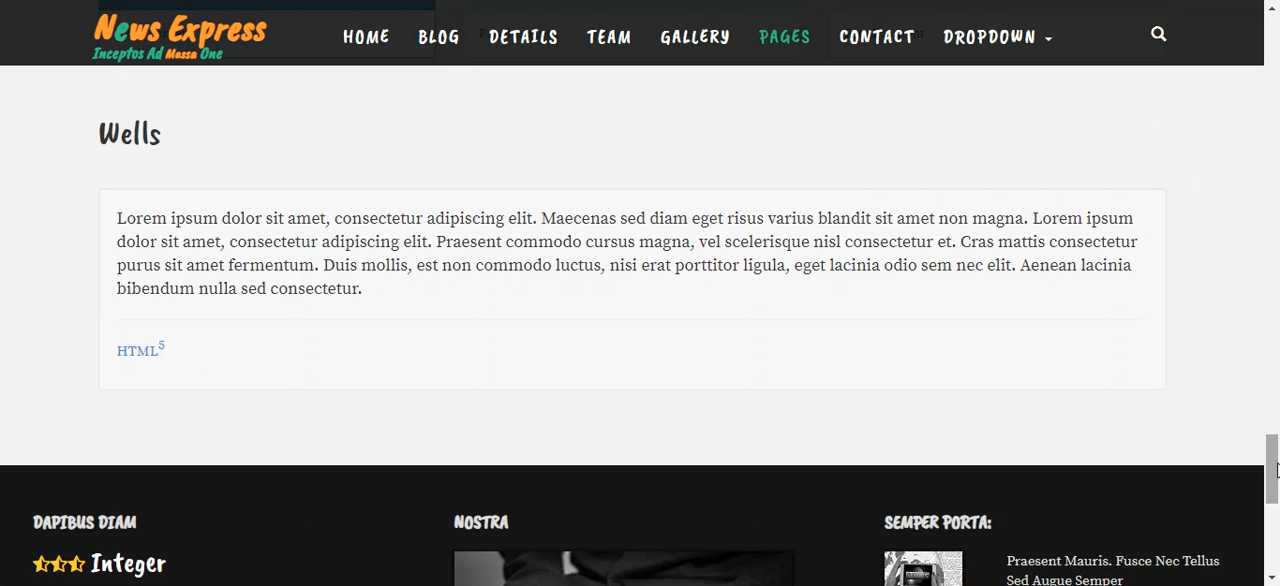 News Express
Inceptos Ad Massa One
HOME BLOG DETAILS TEAM GALLERY PAGES CONTACT DROPDOWN
Wells
Lorem ipsum dolor sit amet, consectetur adipiscing elit. Maecenas sed diam eget risus varius blandit sit amet non magna. Lorem ipsum
dolor sit amet, consectetur adipiscing elit. Praesent commodo cursus magna, vel scelerisque nisl consectetur et. Cras mattis consectetur
purus sit amet fermentum. Duis mollis, est non commodo luctus, nisi erat porttitor ligula, eget lacinia odio sem nec elit. Aenean lacinia
bibendum nulla sed consectetur.
HTML5
DAPIBUS DIAM
Integer
NOSTRA
SEMPER PORTA:
Praesent Mauris. Fusce Nec Tellus
Sed Augue Semper